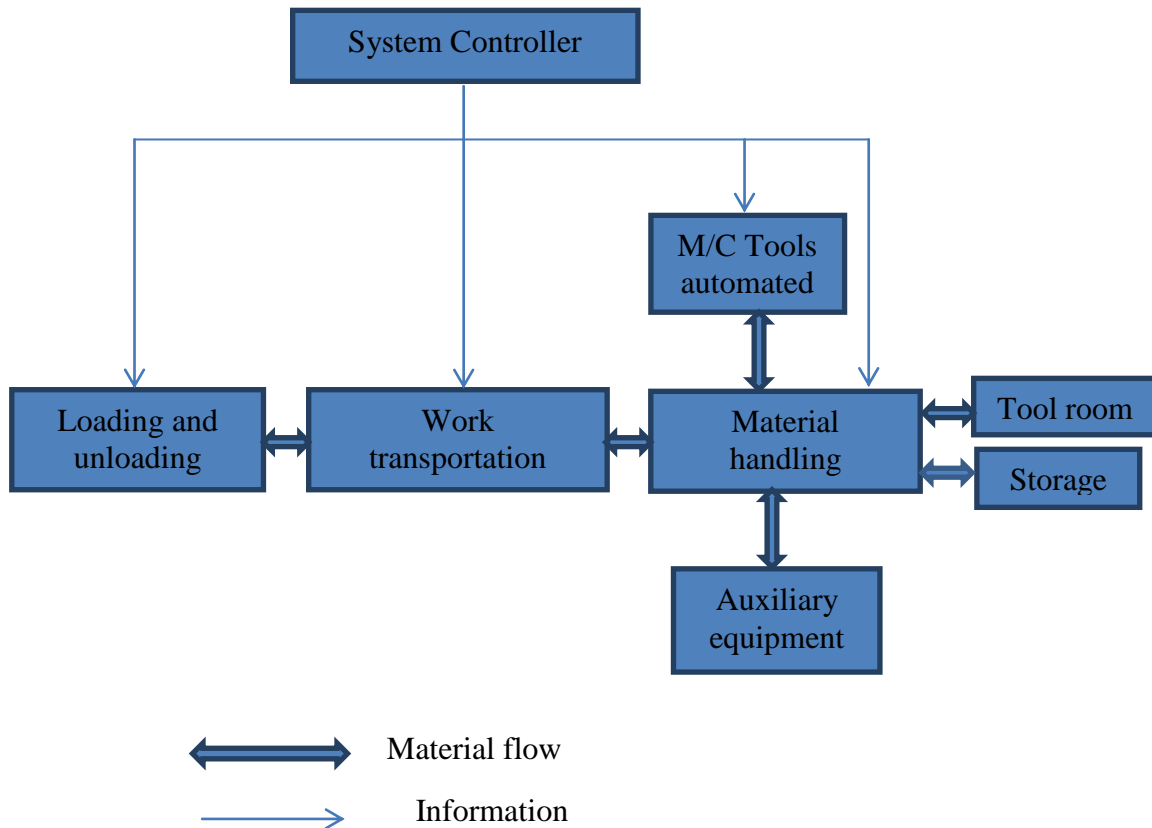 System Controller
M/C Tools
automated
Loading and
unloading
Work
transportation
Material
handling
Tool room
Storage
Auxiliary
equipment
Material flow
Information